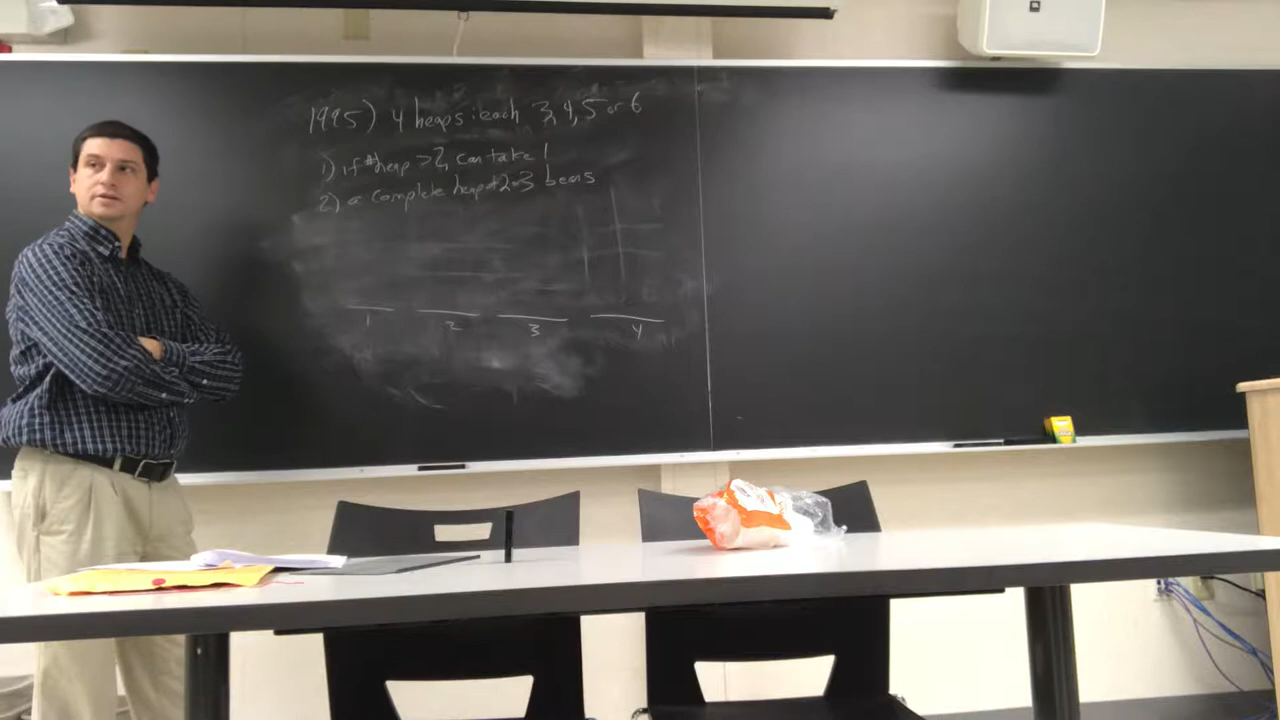 1995) 4 heaps : each 3, 4, 5 or 6
1) if #heap > 2, can take 1
2) a complete heap of 2 or 3 beans
1 2 3 4